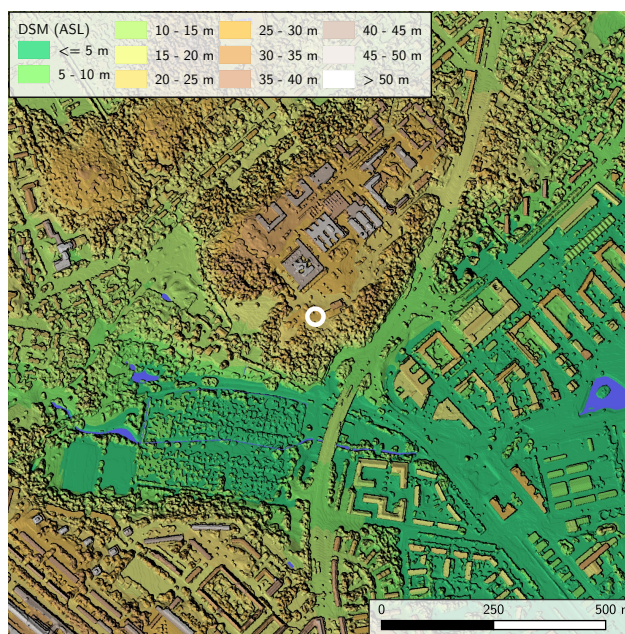 DSM (ASL)
<= 5 m
5 - 10 m
10 - 15 m
15 - 20 m
20 - 25 m
25 - 30 m
30 - 35 m
35 - 40 m
40 - 45 m
45 - 50 m
> 50 m
0 250 500 m